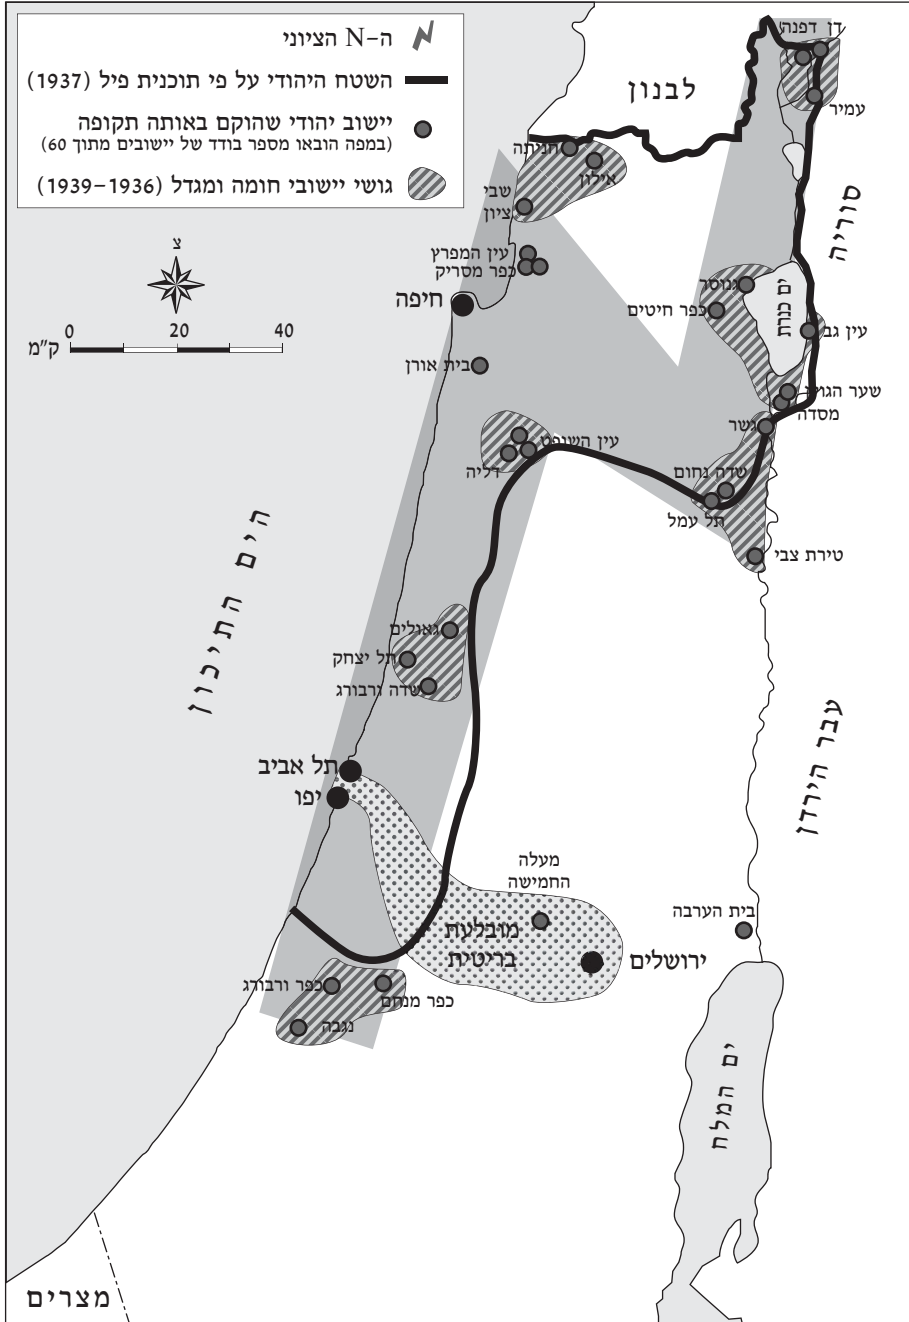 ה-N הציוני
השטח היהודי על פי תוכנית פיל (1937)
יישוב יהודי שהוקם באותה תקופה
(במפה הובאו מספר בודד של יישובים מתוך 60)
גושי יישובי חומה ומגדל (1939-1936)
צ
0 20 40
ק"מ
דן דפנה
עמיר
לבנון
סוריה
חניתה
אילון
שבי
ציון
עין המפרץ
כפר מסריק
חיפה
גנוסר
כפר חיטים
ים כנרת
עין גב
בית אורן
שער הגולן
מסדה
גשר
עין השופט
דליה
שדה נחום
תל עמל
טירת צבי
הים התיכון
גאולים
תל יצחק
שדה ורבורג
עבר הירדן
תל אביב
יפו
מעלה
החמישה
מובלעת
בריטית
ירושלים
בית הערבה
כפר ורבורג
כפר מנחם
נגבה
ים המלח
מצרים